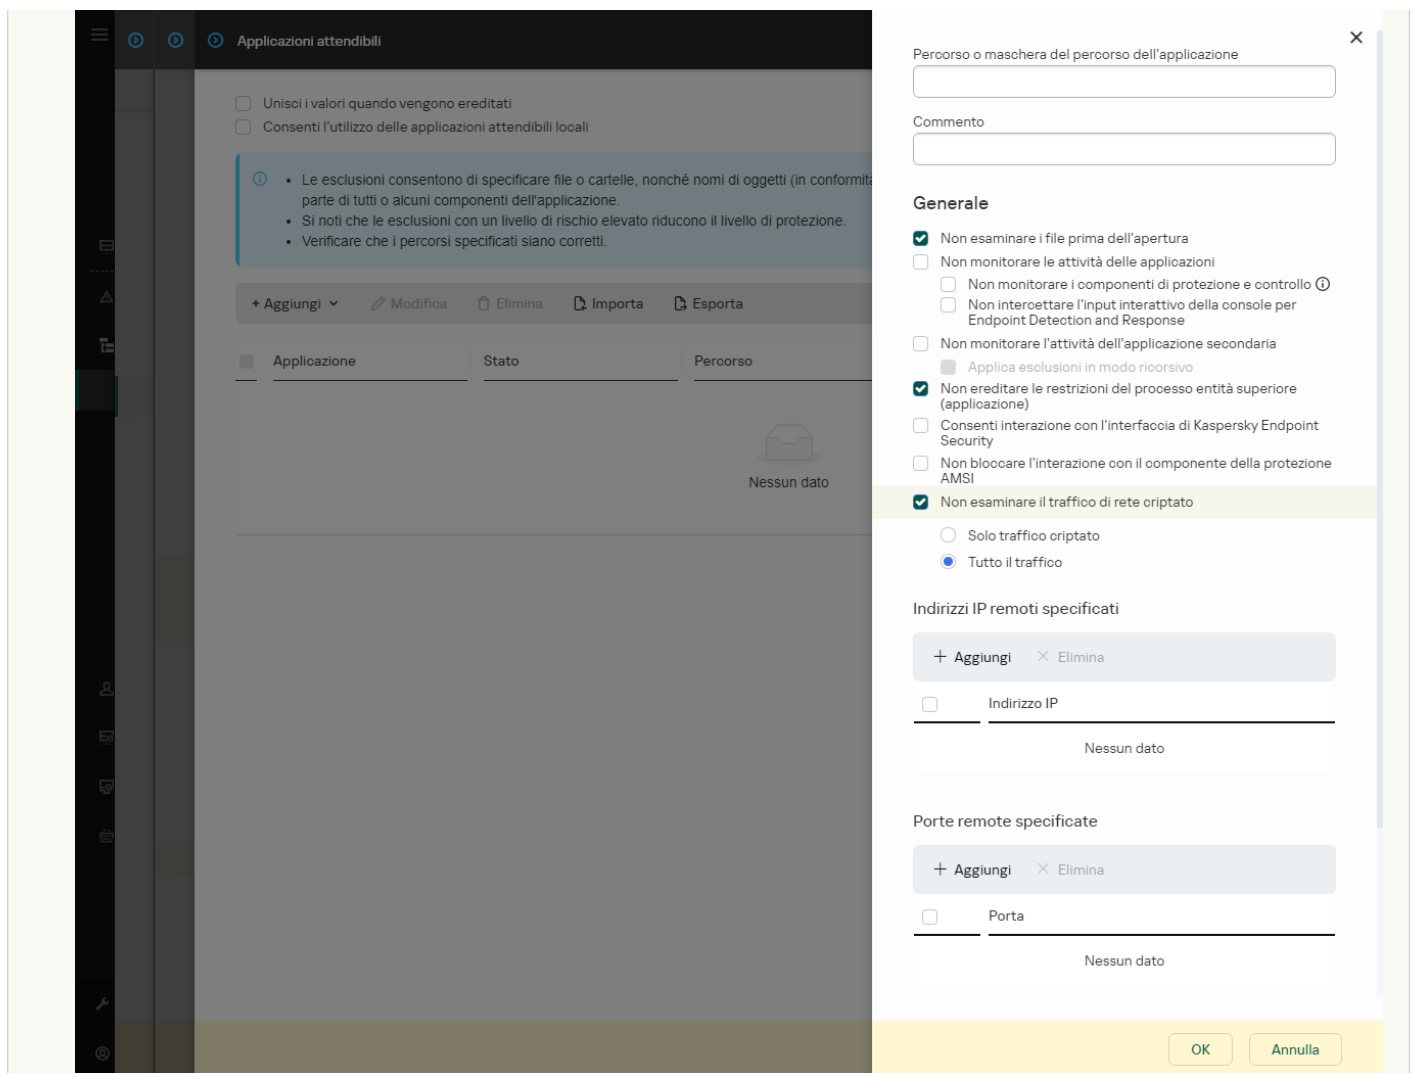 Applicazioni attendibili
Unisci i valori quando vengono ereditati
Consenti l'utilizzo delle applicazioni attendibili locali
• Le esclusioni consentono di specificare file o cartelle, nonché nomi di oggetti (in conformità
parte di tutti o alcuni componenti dell'applicazione.
• Si noti che le esclusioni con un livello di rischio elevato riducono il livello di protezione.
• Verificare che i percorsi specificati siano corretti.
+ Aggiungi Modifica Elimina Importa Esporta
Applicazione Stato Percorso
Nessun dato
Percorso o maschera del percorso dell'applicazione
Commento
Generale
Non esaminare i file prima dell'apertura
Non monitorare le attività delle applicazioni
Non monitorare i componenti di protezione e controllo
Non intercettare l'input interattivo della console per
Endpoint Detection and Response
Non monitorare l'attività dell'applicazione secondaria
Applica esclusioni in modo ricorsivo
Non ereditare le restrizioni del processo entità superiore
(applicazione)
Consenti interazione con l'interfaccia di Kaspersky Endpoint
Security
Non bloccare l'interazione con il componente della protezione
AMSI
Non esaminare il traffico di rete criptato
Solo traffico criptato
Tutto il traffico
Indirizzi IP remoti specificati
+ Aggiungi × Elimina
Indirizzo IP
Nessun dato
Porte remote specificate
+ Aggiungi × Elimina
Porta
Nessun dato
OK Annulla